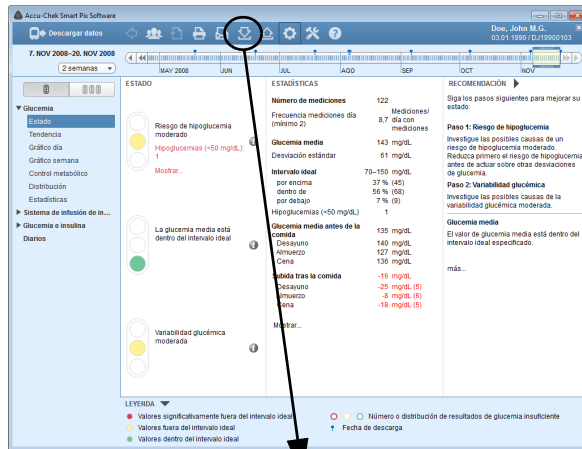 Accu-Chek Smart Pix Software
Descargar datos
Doe, John M.G.
03.01.1990 / DJ19900103
7. NOV 2008–20. NOV 2008
2 semanas
MAY 2008 JUN JUL AGO SEP OCT NOV
Glucemia
Estado
Tendencia
Gráfico día
Gráfico semana
Control metabólico
Distribución
Estadísticas
Sistema de infusión de in...
Glucemia e insulina
Diarios
ESTADO
Riesgo de hipoglucemia
moderado
Hipoglucemias (<50 mg/dL):
1
Mostrar...
La glucemia media está
dentro del intervalo ideal
Variabilidad glucémica
moderada
ESTADÍSTICAS
Número de mediciones 122
Frecuencia mediciones día
(mínimo 2) 8,7 Mediciones/
día con
mediciones
Glucemia media 143 mg/dL
Desviación estándar 61 mg/dL
Intervalo ideal 70–150 mg/dL
por encima 37 % (45)
dentro de 56 % (68)
por debajo 7 % (9)
Hipoglucemias (<50 mg/dL) 1
Glucemia media antes de la
comida 135 mg/dL
Desayuno 140 mg/dL
Almuerzo 127 mg/dL
Cena 136 mg/dL
Subida tras la comida -16 mg/dL
Desayuno -25 mg/dL (5)
Almuerzo -8 mg/dL (6)
Cena -18 mg/dL (5)
Mostrar...
RECOMENDACIÓN
Siga los pasos siguientes para mejorar su
estado:
Paso 1: Riesgo de hipoglucemia
Investigue las posibles causas de un
riesgo de hipoglucemia moderado.
Reduzca primero el riesgo de hipoglucemia
antes de actuar sobre otras desviaciones
de glucemia.
Paso 2: Variabilidad glucémica
Investigue las posibles causas de la
variabilidad glucémica moderada.
Glucemia media
El valor de glucemia media está dentro del
intervalo ideal especificado.
más...
LEYENDA
Valores significativamente fuera del intervalo ideal
Valores fuera del intervalo ideal
Valores dentro del intervalo ideal
Número o distribución de resultados de glucemia insuficiente
Fecha de descarga